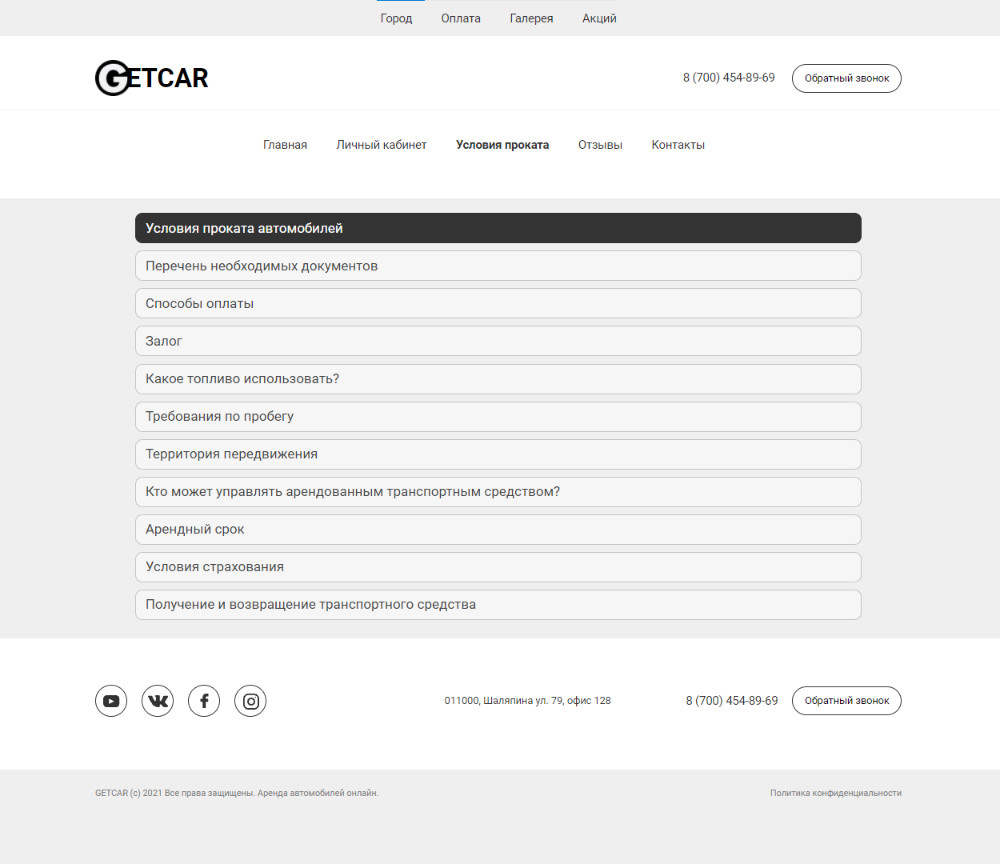 Город Оплата Галерея Акций
GETCAR 8 (700) 454-89-69 Обратный звонок
Главная Личный кабинет Условия проката Отзывы Контакты
Условия проката автомобилей
Перечень необходимых документов
Способы оплаты
Залог
Какое топливо использовать?
Требования по пробегу
Территория передвижения
Кто может управлять арендованным транспортным средством?
Арендный срок
Условия страхования
Получение и возвращение транспортного средства
011000, Шаляпина ул. 79, офис 128 8 (700) 454-89-69 Обратный звонок
GETCAR (c) 2021 Все права защищены. Аренда автомобилей онлайн. Политика конфиденциальности